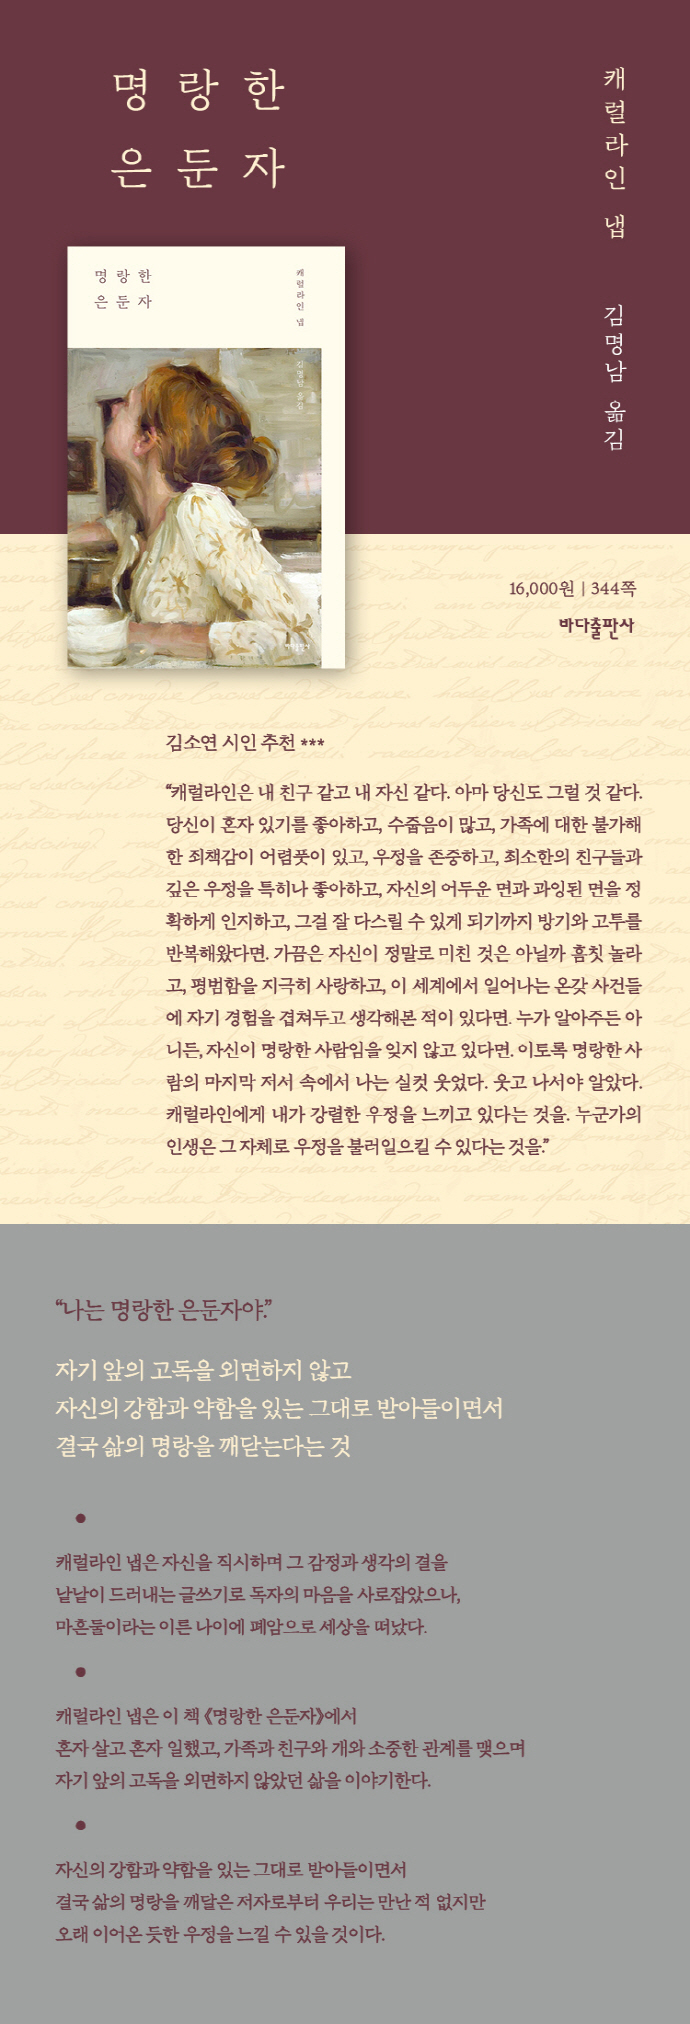 명랑한
은둔자
캐럴라인 냅
김명남 옮김
명랑한
은둔자
캐럴라인 냅
김명남 옮김
바다출판사
16,000원 | 344쪽
바다출판사
김소연 시인 추천 ***
“캐럴라인은 내 친구 같고 내 자신 같다. 아마 당신도 그럴 것 같다.
당신이 혼자 있기를 좋아하고, 수줍음이 많고, 가족에 대한 불가해
한 죄책감이 어렴풋이 있고, 우정을 존중하고, 최소한의 친구들과
깊은 우정을 특히나 좋아하고, 자신의 어두운 면과 과잉된 면을 정
확하게 인지하고, 그걸 잘 다스릴 수 있게 되기까지 방기와 고투를
반복해왔다면. 가끔은 자신이 정말로 미친 것은 아닐까 흠칫 놀라
고, 평범함을 지극히 사랑하고, 이 세계에서 일어나는 온갖 사건들
에 자기 경험을 겹쳐두고 생각해본 적이 있다면. 누가 알아주든 아
니든, 자신이 명랑한 사람임을 잊지 않고 있다면. 이토록 명랑한 사
람의 마지막 저서 속에서 나는 실컷 웃었다. 웃고 나서야 알았다.
캐럴라인에게 내가 강렬한 우정을 느끼고 있다는 것을. 누군가의
인생은 그 자체로 우정을 불러일으킬 수 있다는 것을.”
“나는 명랑한 은둔자야.”
자기 앞의 고독을 외면하지 않고
자신의 강함과 약함을 있는 그대로 받아들이면서
결국 삶의 명랑을 깨닫는다는 것
●
캐럴라인 냅은 자신을 직시하며 그 감정과 생각의 결을
낱낱이 드러내는 글쓰기로 독자의 마음을 사로잡았으나,
마흔둘이라는 이른 나이에 폐암으로 세상을 떠났다.
●
캐럴라인 냅은 이 책 《명랑한 은둔자》에서
혼자 살고 혼자 일했고, 가족과 친구와 개와 소중한 관계를 맺으며
자기 앞의 고독을 외면하지 않았던 삶을 이야기한다.
●
자신의 강함과 약함을 있는 그대로 받아들이면서
결국 삶의 명랑을 깨달은 저자로부터 우리는 만난 적 없지만
오래 이어온 듯한 우정을 느낄 수 있을 것이다.